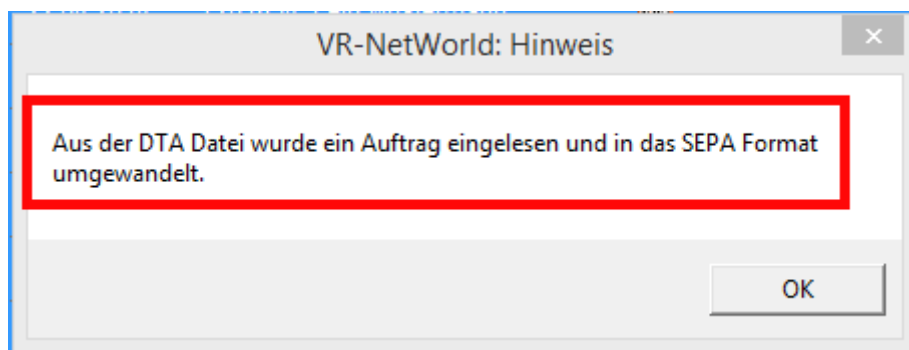 VR-NetWorld: Hinweis
Aus der DTA Datei wurde ein Auftrag eingelesen und in das SEPA Format
umgewandelt.
OK